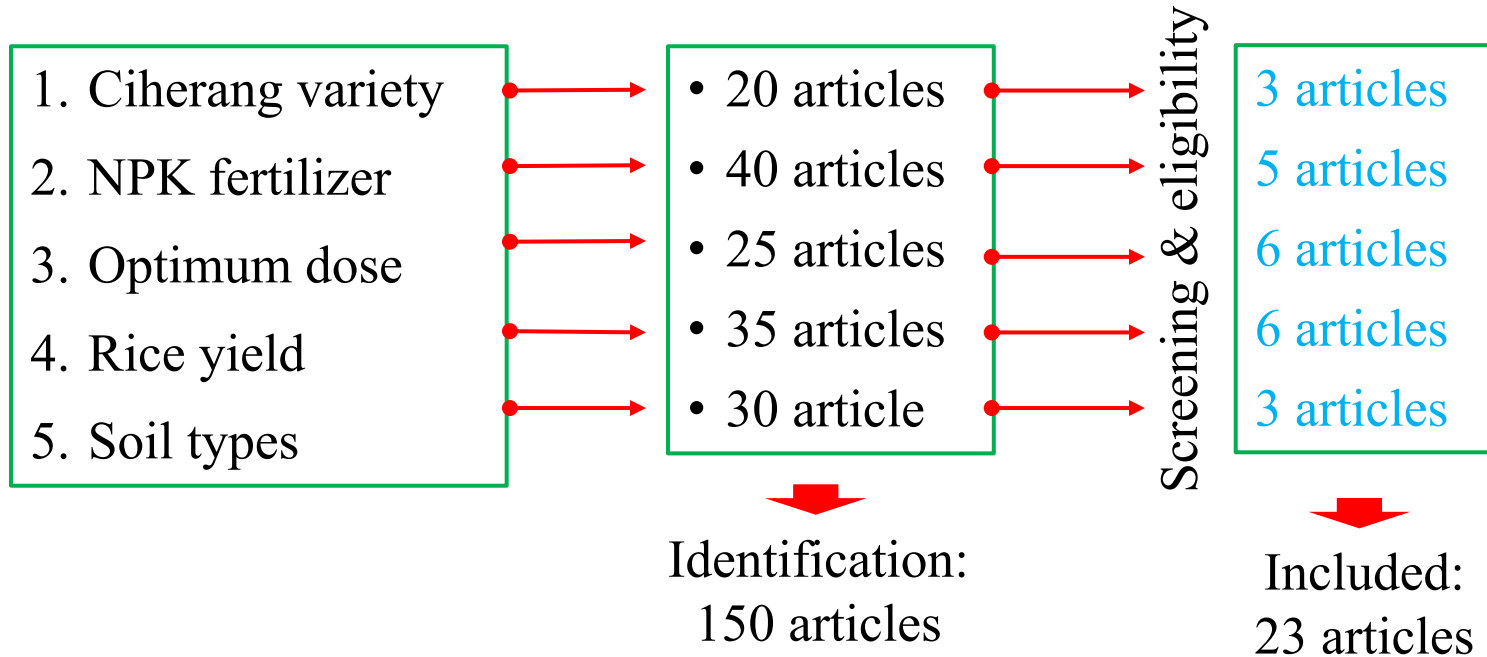 1. Ciherang variety
2. NPK fertilizer
3. Optimum dose
4. Rice yield
5. Soil types
• 20 articles
• 40 articles
• 25 articles
• 35 articles
• 30 article
Identification:
150 articles
Screening & eligibility
3 articles
5 articles
6 articles
6 articles
3 articles
Included:
23 articles